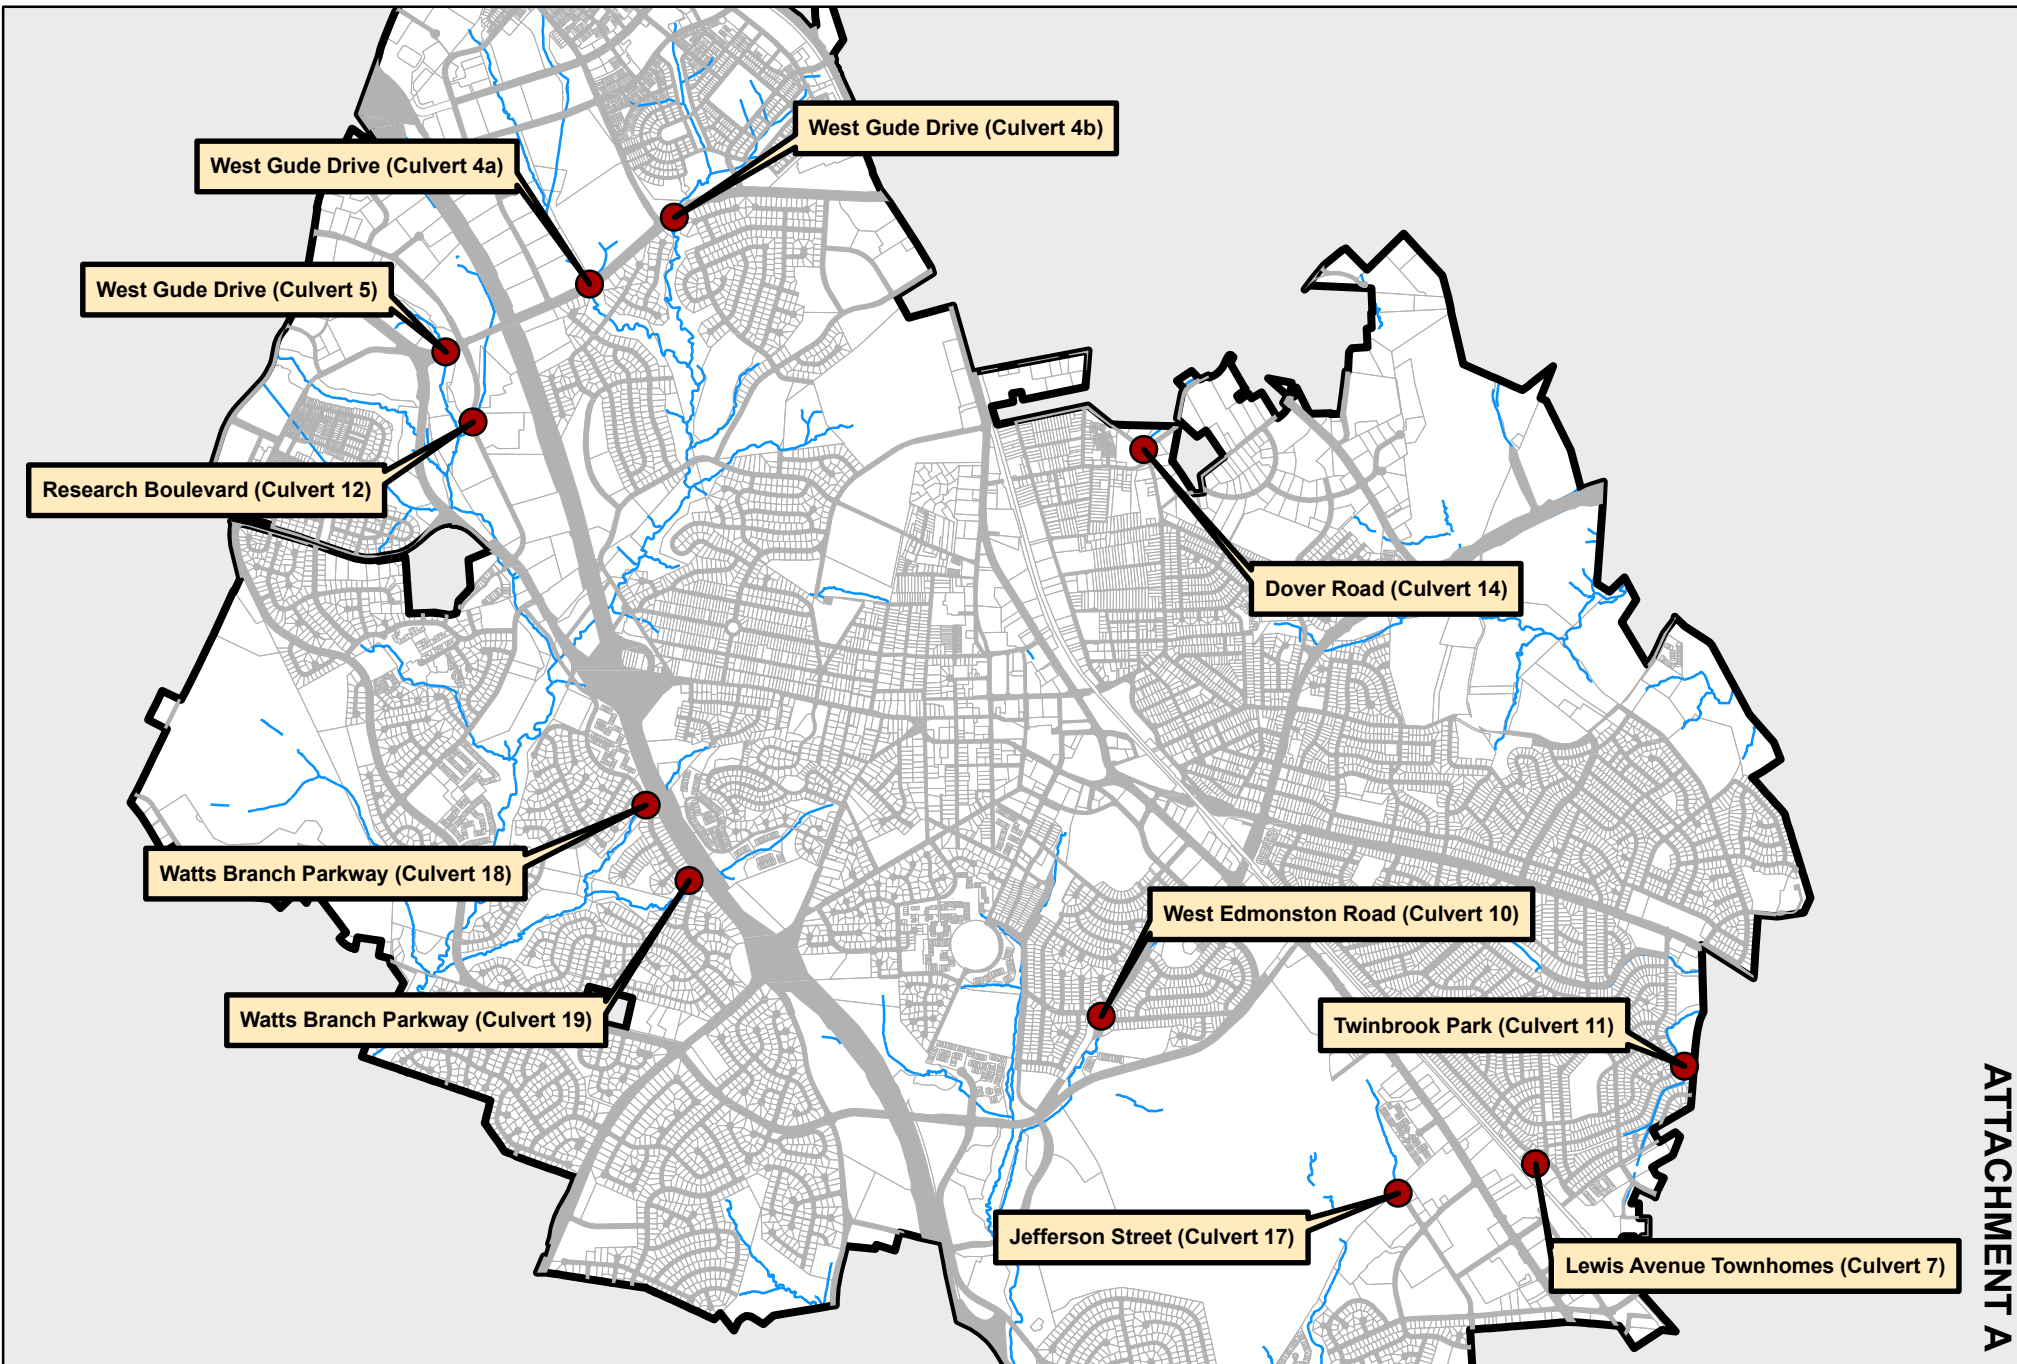 West Gude Drive (Culvert 4b)
West Gude Drive (Culvert 4a)
West Gude Drive (Culvert 5)
Research Boulevard (Culvert 12)
Dover Road (Culvert 14)
Watts Branch Parkway (Culvert 18)
West Edmonston Road (Culvert 10)
Watts Branch Parkway (Culvert 19)
Twinbrook Park (Culvert 11)
Jefferson Street (Culvert 17)
Lewis Avenue Townhomes (Culvert 7)
ATTACHMENT A